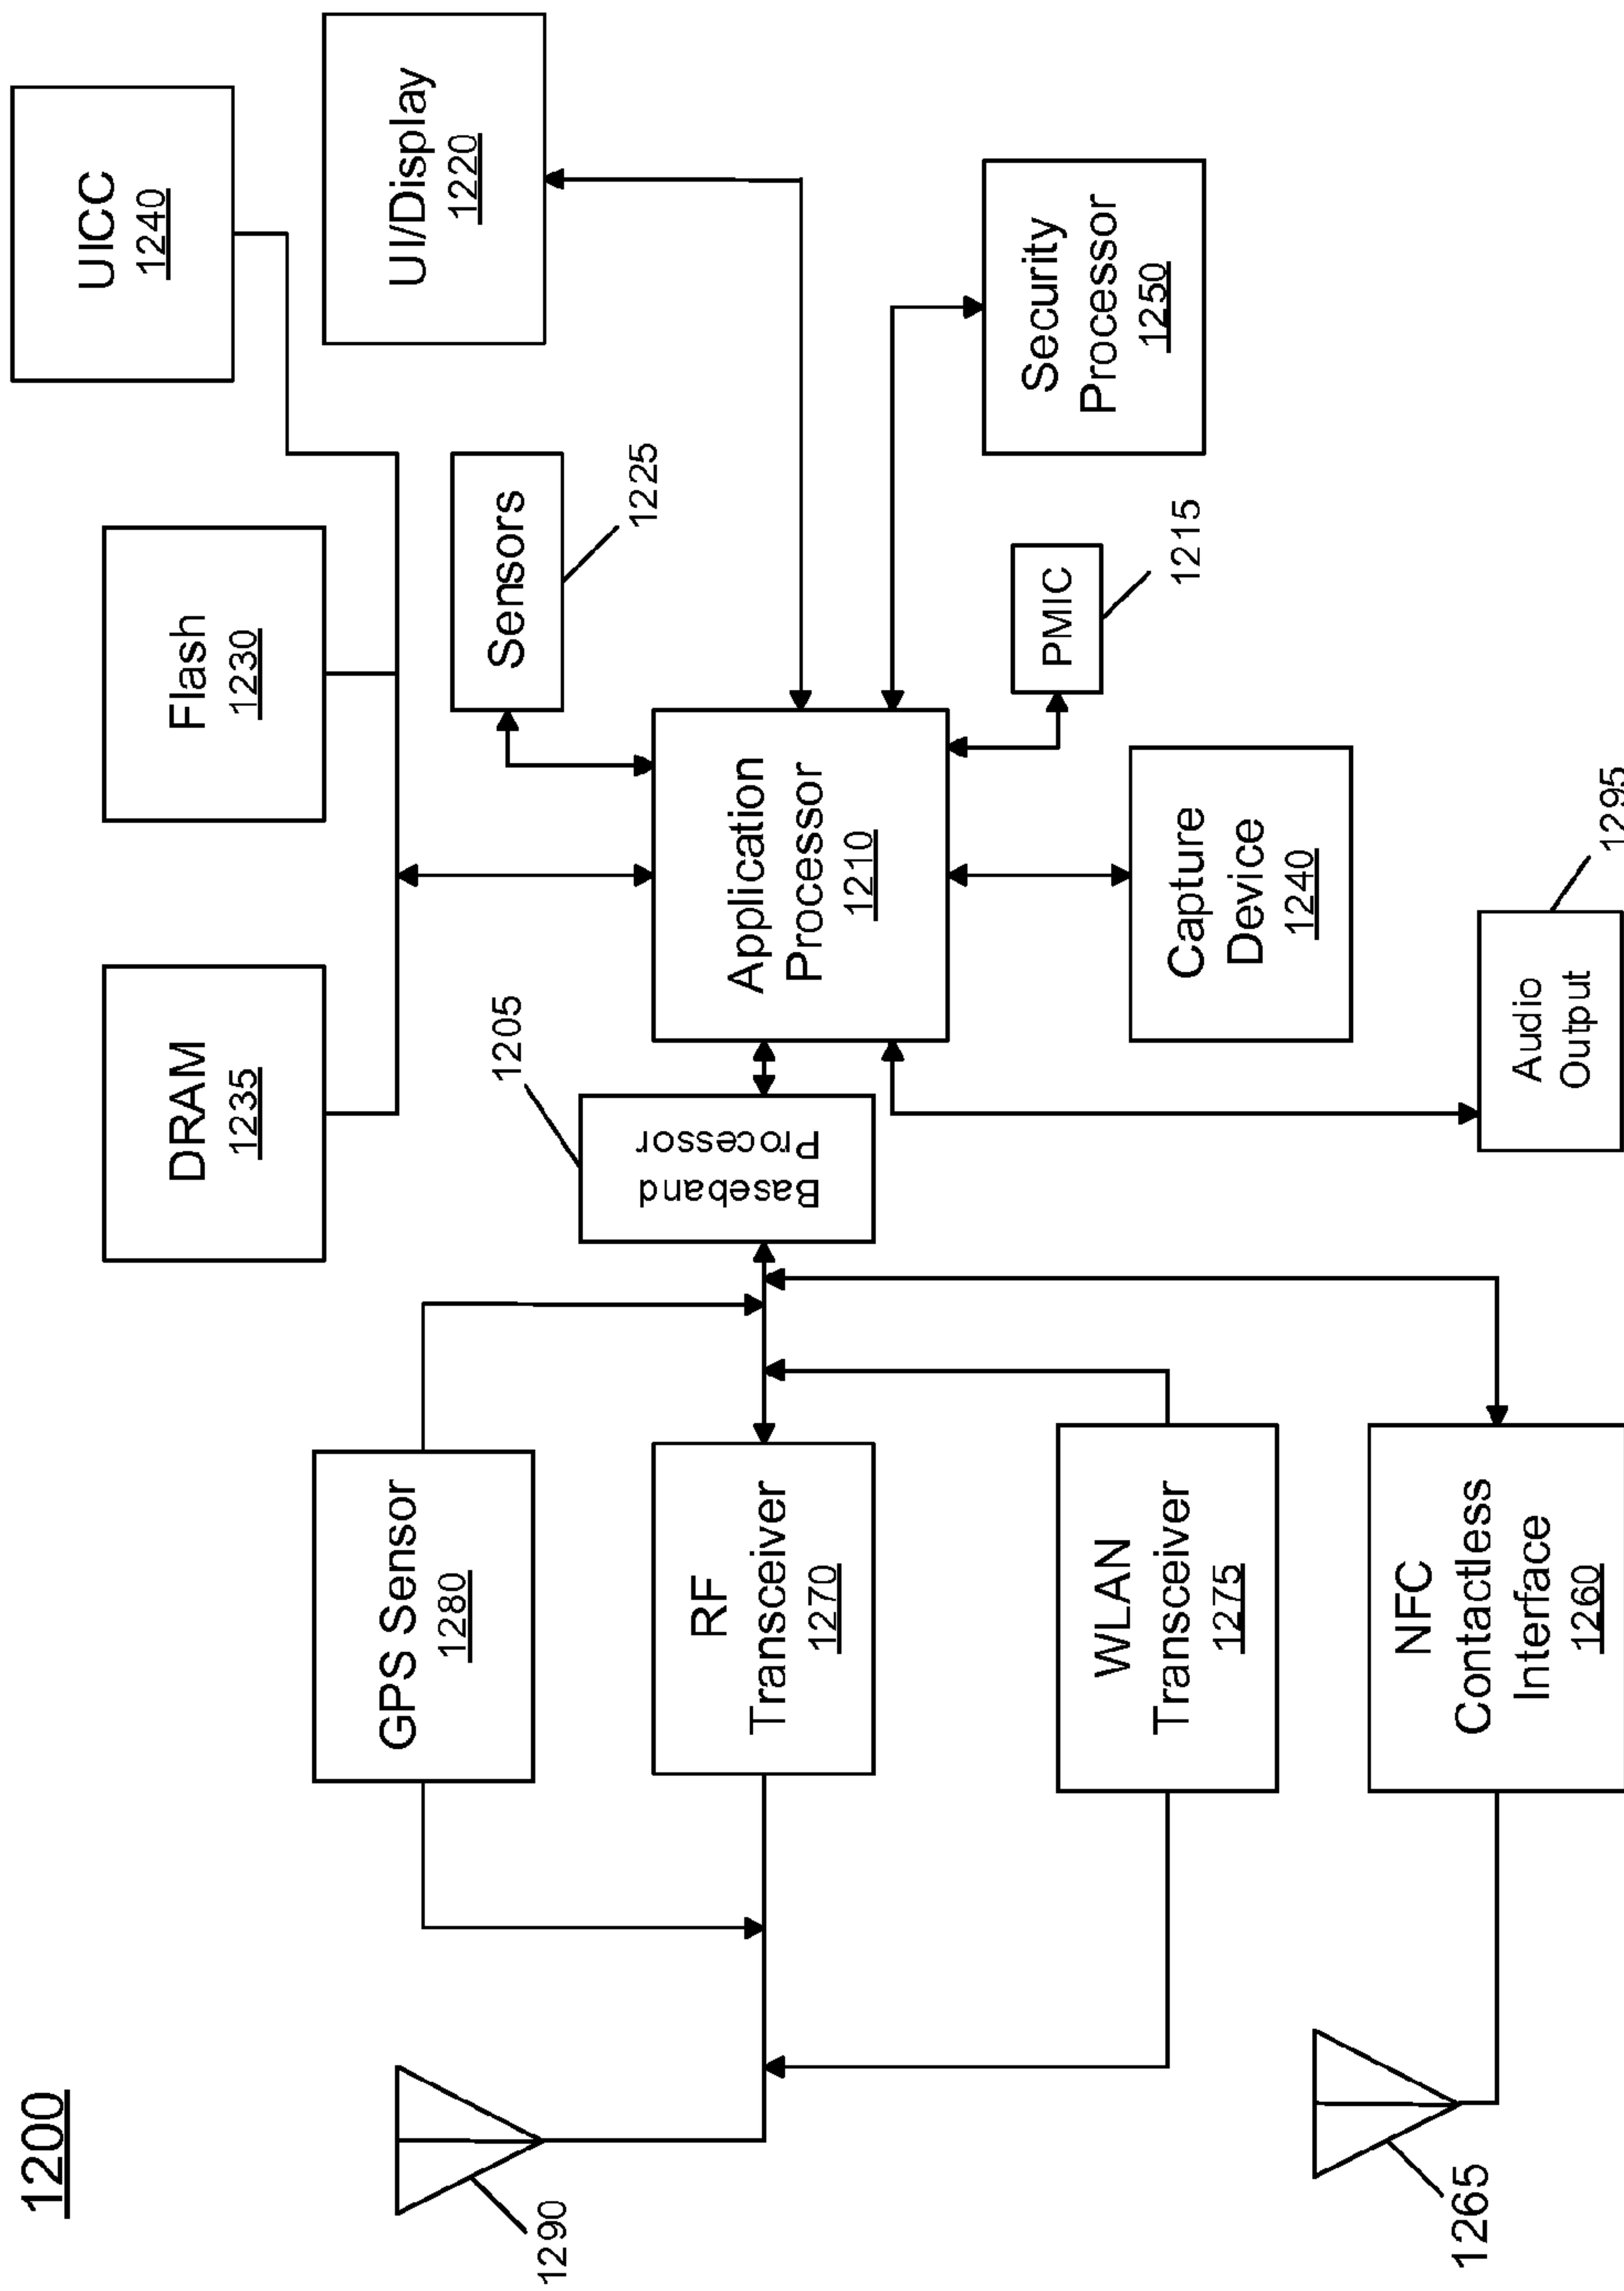 1200
UICC
1240
DRAM
1235
Flash
1230
UI/Display
1220
GPS Sensor
1280
Sensors
1225
1290
1205
Baseband
Processor
RF
Transceiver
1270
Application
Processor
1210
Security
Processor
1250
PMIC
1215
WLAN
Transceiver
1275
Capture
Device
1240
1265
NFC
Contactless
Interface
1260
Audio
Output
1295